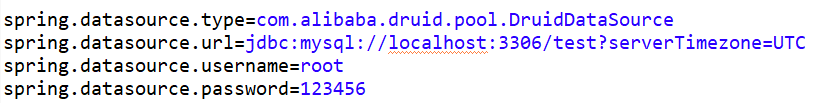 spring.datasource.type=com.alibaba.druid.pool.DruidDataSource
spring.datasource.url=jdbc:mysql://localhost:3306/test?serverTimezone=UTC
spring.datasource.username=root
spring.datasource.password=123456